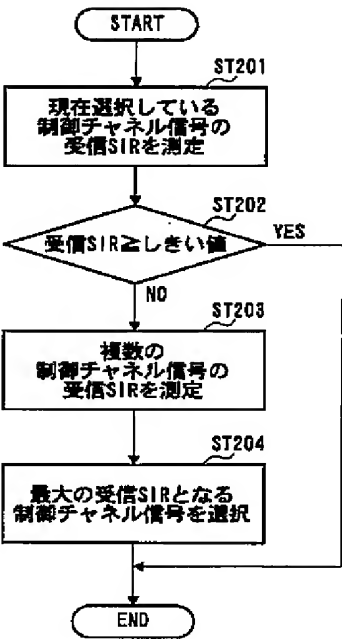 START
ST201
現在選択している
制御チャネル信号の
受信SIRを測定
ST202
受信SIR≧しきい値
YES
NO
ST203
複数の
制御チャネル信号の
受信SIRを測定
ST204
最大の受信SIRとなる
制御チャネル信号を選択
END